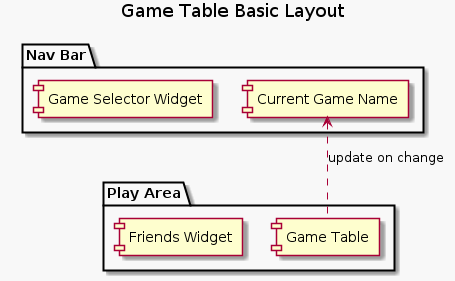 Game Table Basic Layout
Nav Bar
Game Selector Widget
Current Game Name
update on change
Play Area
Friends Widget
Game Table